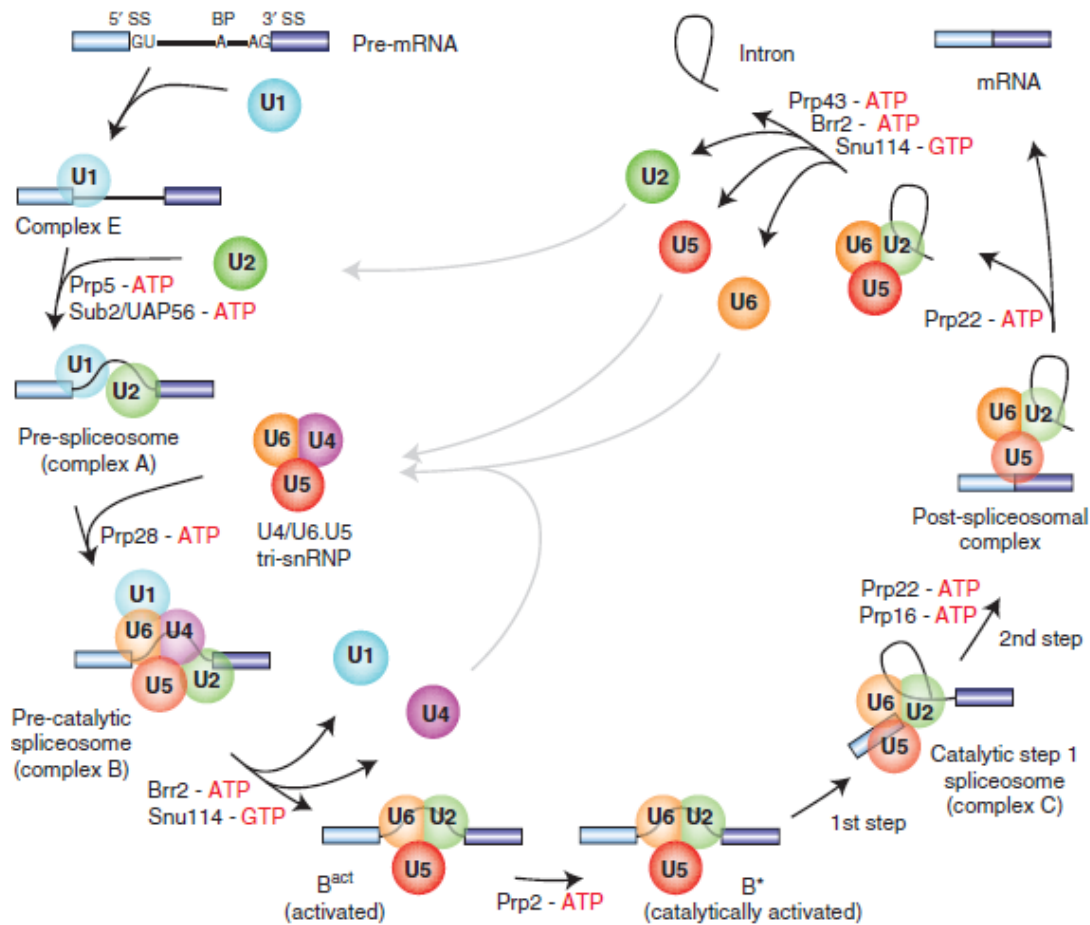 5′ SS
BP
3′ SS
GU
A
AG
Pre-mRNA
U1
U1
Complex E
U2
Prp5 - ATP
Sub2/UAP56 - ATP
U1
U2
Pre-spliceosome
(complex A)
U6
U4
U5
U4/U6.U5
tri-snRNP
Prp28 - ATP
U1
U6
U4
U5
U2
Pre-catalytic
spliceosome
(complex B)
U1
U4
Brr2 - ATP
Snu114 - GTP
U6
U2
U5
Bact
(activated)
Prp2 - ATP
U6
U2
U5
B*
(catalytically activated)
1st step
U6
U2
U5
Catalytic step 1
spliceosome
(complex C)
Prp22 - ATP
Prp16 - ATP
2nd step
U6
U2
U5
Post-spliceosomal
complex
Prp22 - ATP
mRNA
U6
U2
U5
Intron
Prp43 - ATP
Brr2 - ATP
Snu114 - GTP
U2
U5
U6